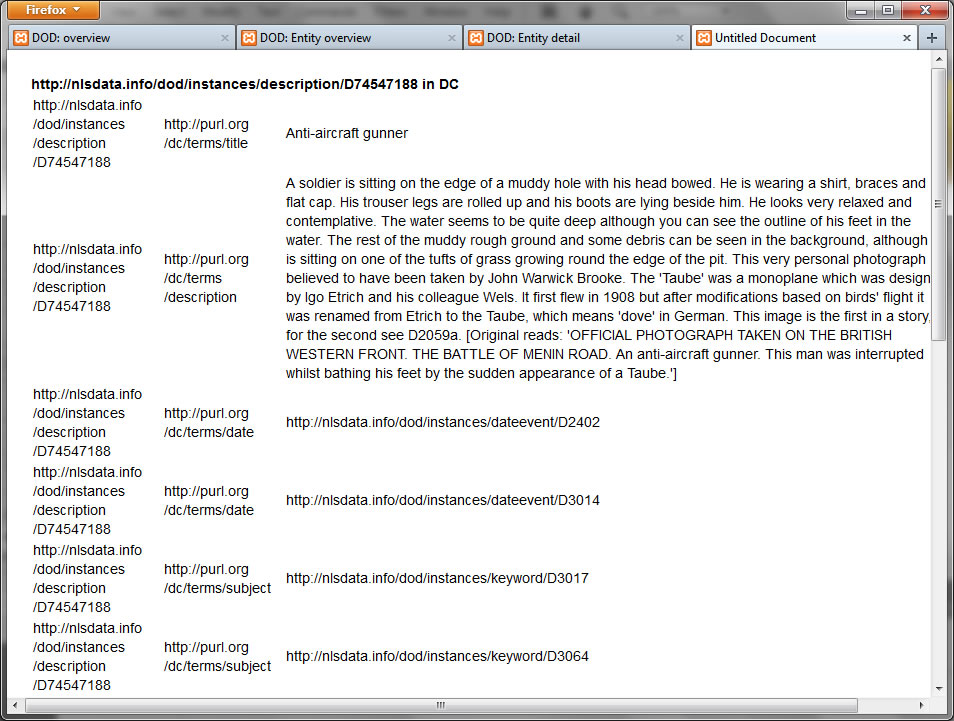 Firefox
DOD: overview
DOD: Entity overview
DOD: Entity detail
Untitled Document
http://nlsdata.info/dod/instances/description/D74547188 in DC
http://nlsdata.info
/dod/instances
/description
/D74547188
http://purl.org
/dc/terms/title
Anti-aircraft gunner
http://nlsdata.info
/dod/instances
/description
/D74547188
http://purl.org
/dc/terms
/description
A soldier is sitting on the edge of a muddy hole with his head bowed. He is wearing a shirt, braces and
flat cap. His trouser legs are rolled up and his boots are lying beside him. He looks very relaxed and
contemplative. The water seems to be quite deep although you can see the outline of his feet in the
water. The rest of the muddy rough ground and some debris can be seen in the background, although
is sitting on one of the tufts of grass growing round the edge of the pit. This very personal photograph
believed to have been taken by John Warwick Brooke. The 'Taube' was a monoplane which was design
by Igo Etrich and his colleague Wels. It first flew in 1908 but after modifications based on birds' flight it
was renamed from Etrich to the Taube, which means 'dove' in German. This image is the first in a story,
for the second see D2059a. [Original reads: 'OFFICIAL PHOTOGRAPH TAKEN ON THE BRITISH
WESTERN FRONT. THE BATTLE OF MENIN ROAD. An anti-aircraft gunner. This man was interrupted
whilst bathing his feet by the sudden appearance of a Taube.']
http://nlsdata.info
/dod/instances
/description
/D74547188
http://purl.org
/dc/terms/date
http://nlsdata.info/dod/instances/dateevent/D2402
http://nlsdata.info
/dod/instances
/description
/D74547188
http://purl.org
/dc/terms/date
http://nlsdata.info/dod/instances/dateevent/D3014
http://nlsdata.info
/dod/instances
/description
/D74547188
http://purl.org
/dc/terms/subject
http://nlsdata.info/dod/instances/keyword/D3017
http://nlsdata.info
/dod/instances
/description
/D74547188
http://purl.org
/dc/terms/subject
http://nlsdata.info/dod/instances/keyword/D3064